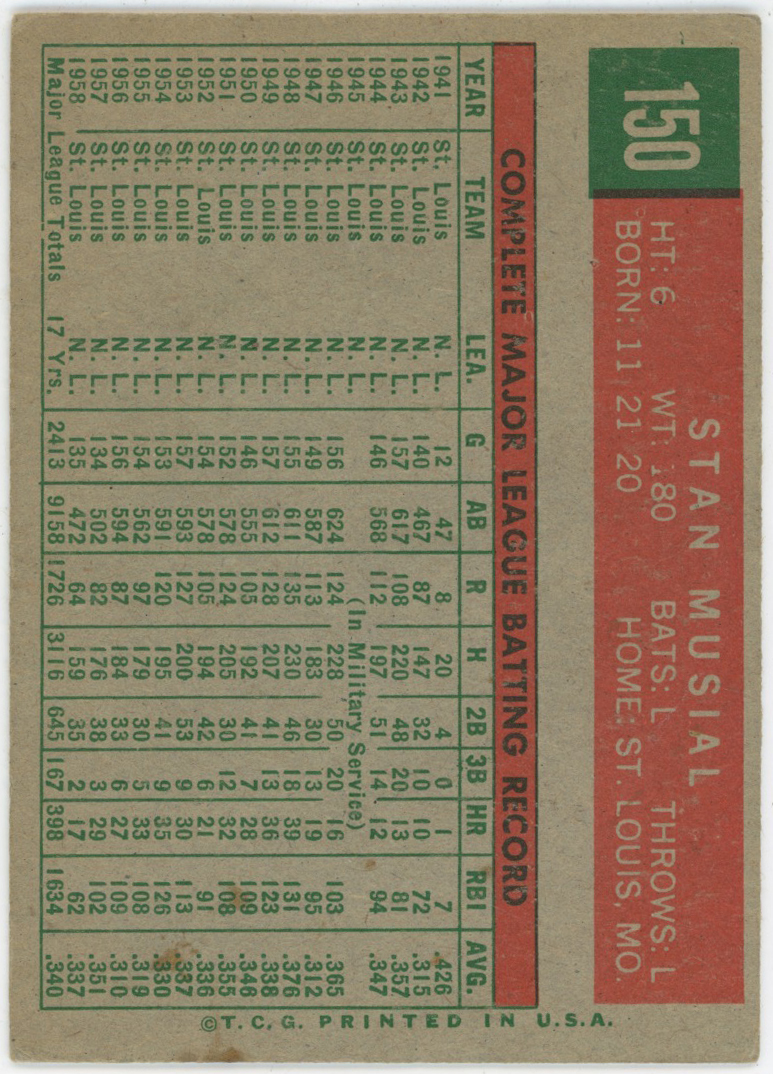 150
STAN MUSIAL
HT: 6 WT: 180 BATS: L THROWS: L
BORN: 11 21 20 HOME: ST. LOUIS, MO.
COMPLETE MAJOR LEAGUE BATTING RECORD
YEAR TEAM LEA. G AB R H 2B 3B HR RBI AVG.
1941 St. Louis N. L. 12 47 8 20 4 0 1 7 .426
1942 St. Louis N. L. 140 467 87 147 32 10 10 72 .315
1943 St. Louis N. L. 157 617 108 220 48 20 13 81 .357
1944 St. Louis N. L. 146 568 112 197 51 14 12 94 .347
1945 St. Louis N. L. (In Military Service)
1946 St. Louis N. L. 156 624 124 228 50 20 16 103 .365
1947 St. Louis N. L. 149 587 113 183 30 13 19 95 .312
1948 St. Louis N. L. 155 611 135 230 46 18 39 131 .376
1949 St. Louis N. L. 157 612 128 207 41 13 36 123 .338
1950 St. Louis N. L. 146 555 105 192 41 7 28 109 .346
1951 St. Louis N. L. 152 578 124 205 30 12 32 108 .355
1952 St. Louis N. L. 154 578 105 194 42 6 21 91 .336
1953 St. Louis N. L. 157 593 127 200 53 9 30 113 .337
1954 St. Louis N. L. 153 591 120 195 41 9 35 126 .330
1955 St. Louis N. L. 154 562 97 179 30 5 33 108 .319
1956 St. Louis N. L. 156 594 87 184 33 6 27 109 .310
1957 St. Louis N. L. 134 502 82 176 38 3 29 102 .351
1958 St. Louis N. L. 135 472 64 159 35 2 17 62 .337
Major League Totals 17 Yrs. 2413 9158 1726 3116 645 167 398 1634 .340
©T. C. G. PRINTED IN U.S.A.